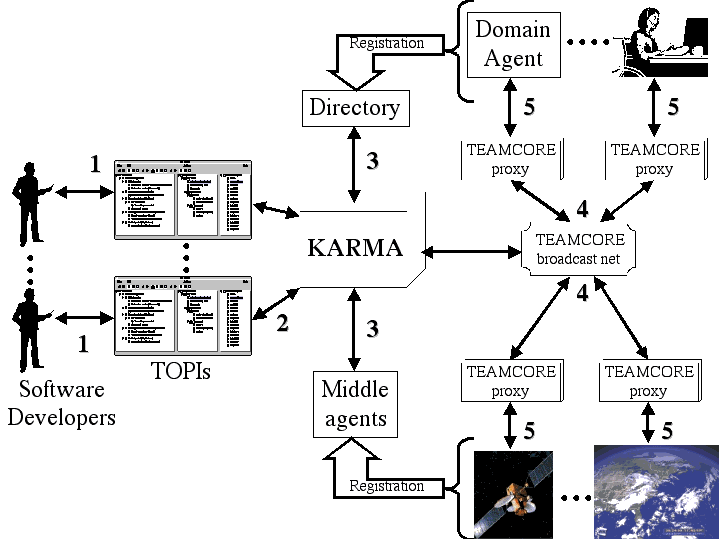 Registration
Domain
Agent
Directory
5
5
1
3
TEAMCORE
proxy
TEAMCORE
proxy
4
KARMA
TEAMCORE
broadcast net
4
1
2
3
TOPIs
Software
Developers
Middle
agents
TEAMCORE
proxy
TEAMCORE
proxy
5
5
Registration